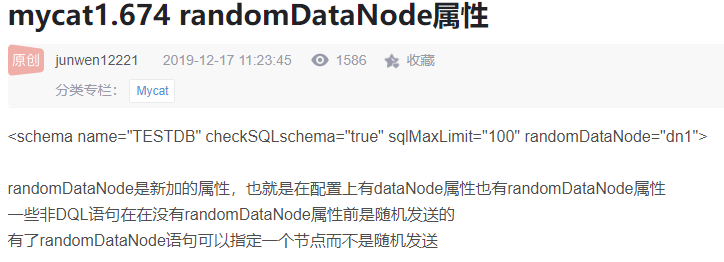 mycat1.674 randomDataNode属性
原创 junwen12221 2019-12-17 11:23:45 1586 收藏
分类专栏： Mycat
<schema name="TESTDB" checkSQLschema="true" sqlMaxLimit="100" randomDataNode="dn1">
randomDataNode是新加的属性，也就是在配置上有dataNode属性也有randomDataNode属性
一些非DQL语句在在没有randomDataNode属性前是随机发送的
有了randomDataNode语句可以指定一个节点而不是随机发送